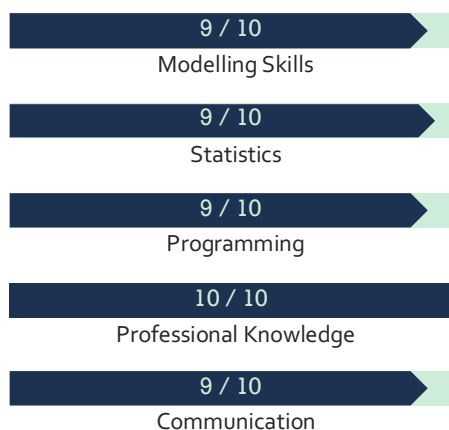 9 / 10
Modelling Skills
9 / 10
Statistics
9 / 10
Programming
10 / 10
Professional Knowledge
9 / 10
Communication